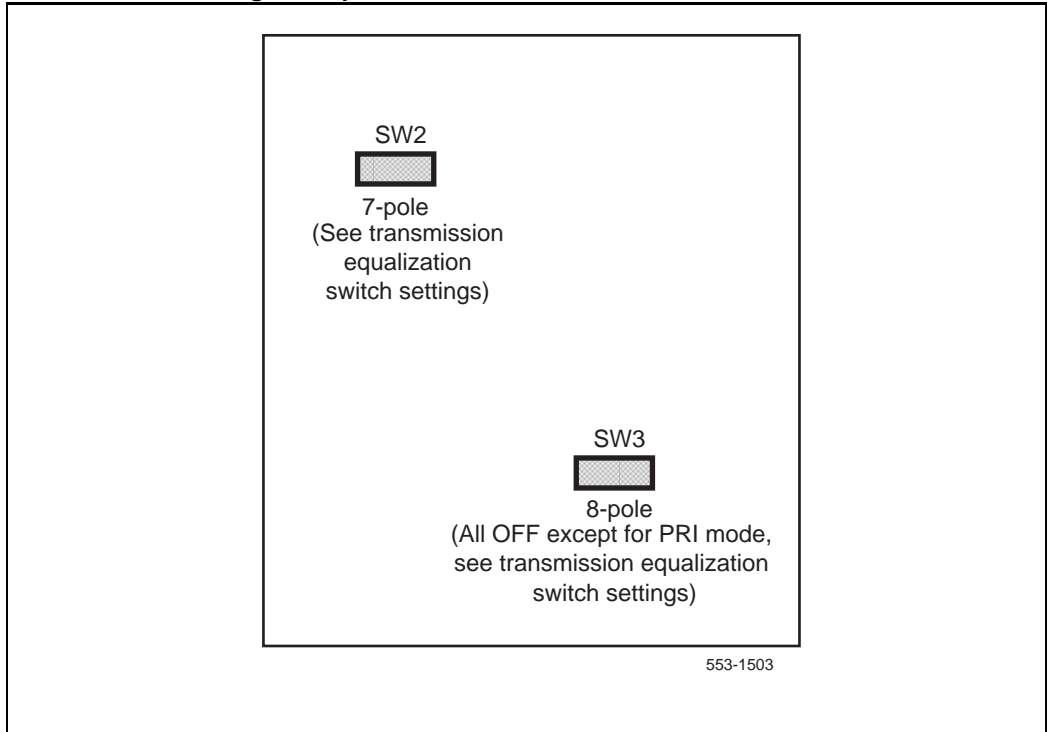 SW2
7-pole
(See transmission
equalization
switch settings)
SW3
8-pole
(All OFF except for PRI mode,
see transmission equalization
switch settings)
553-1503